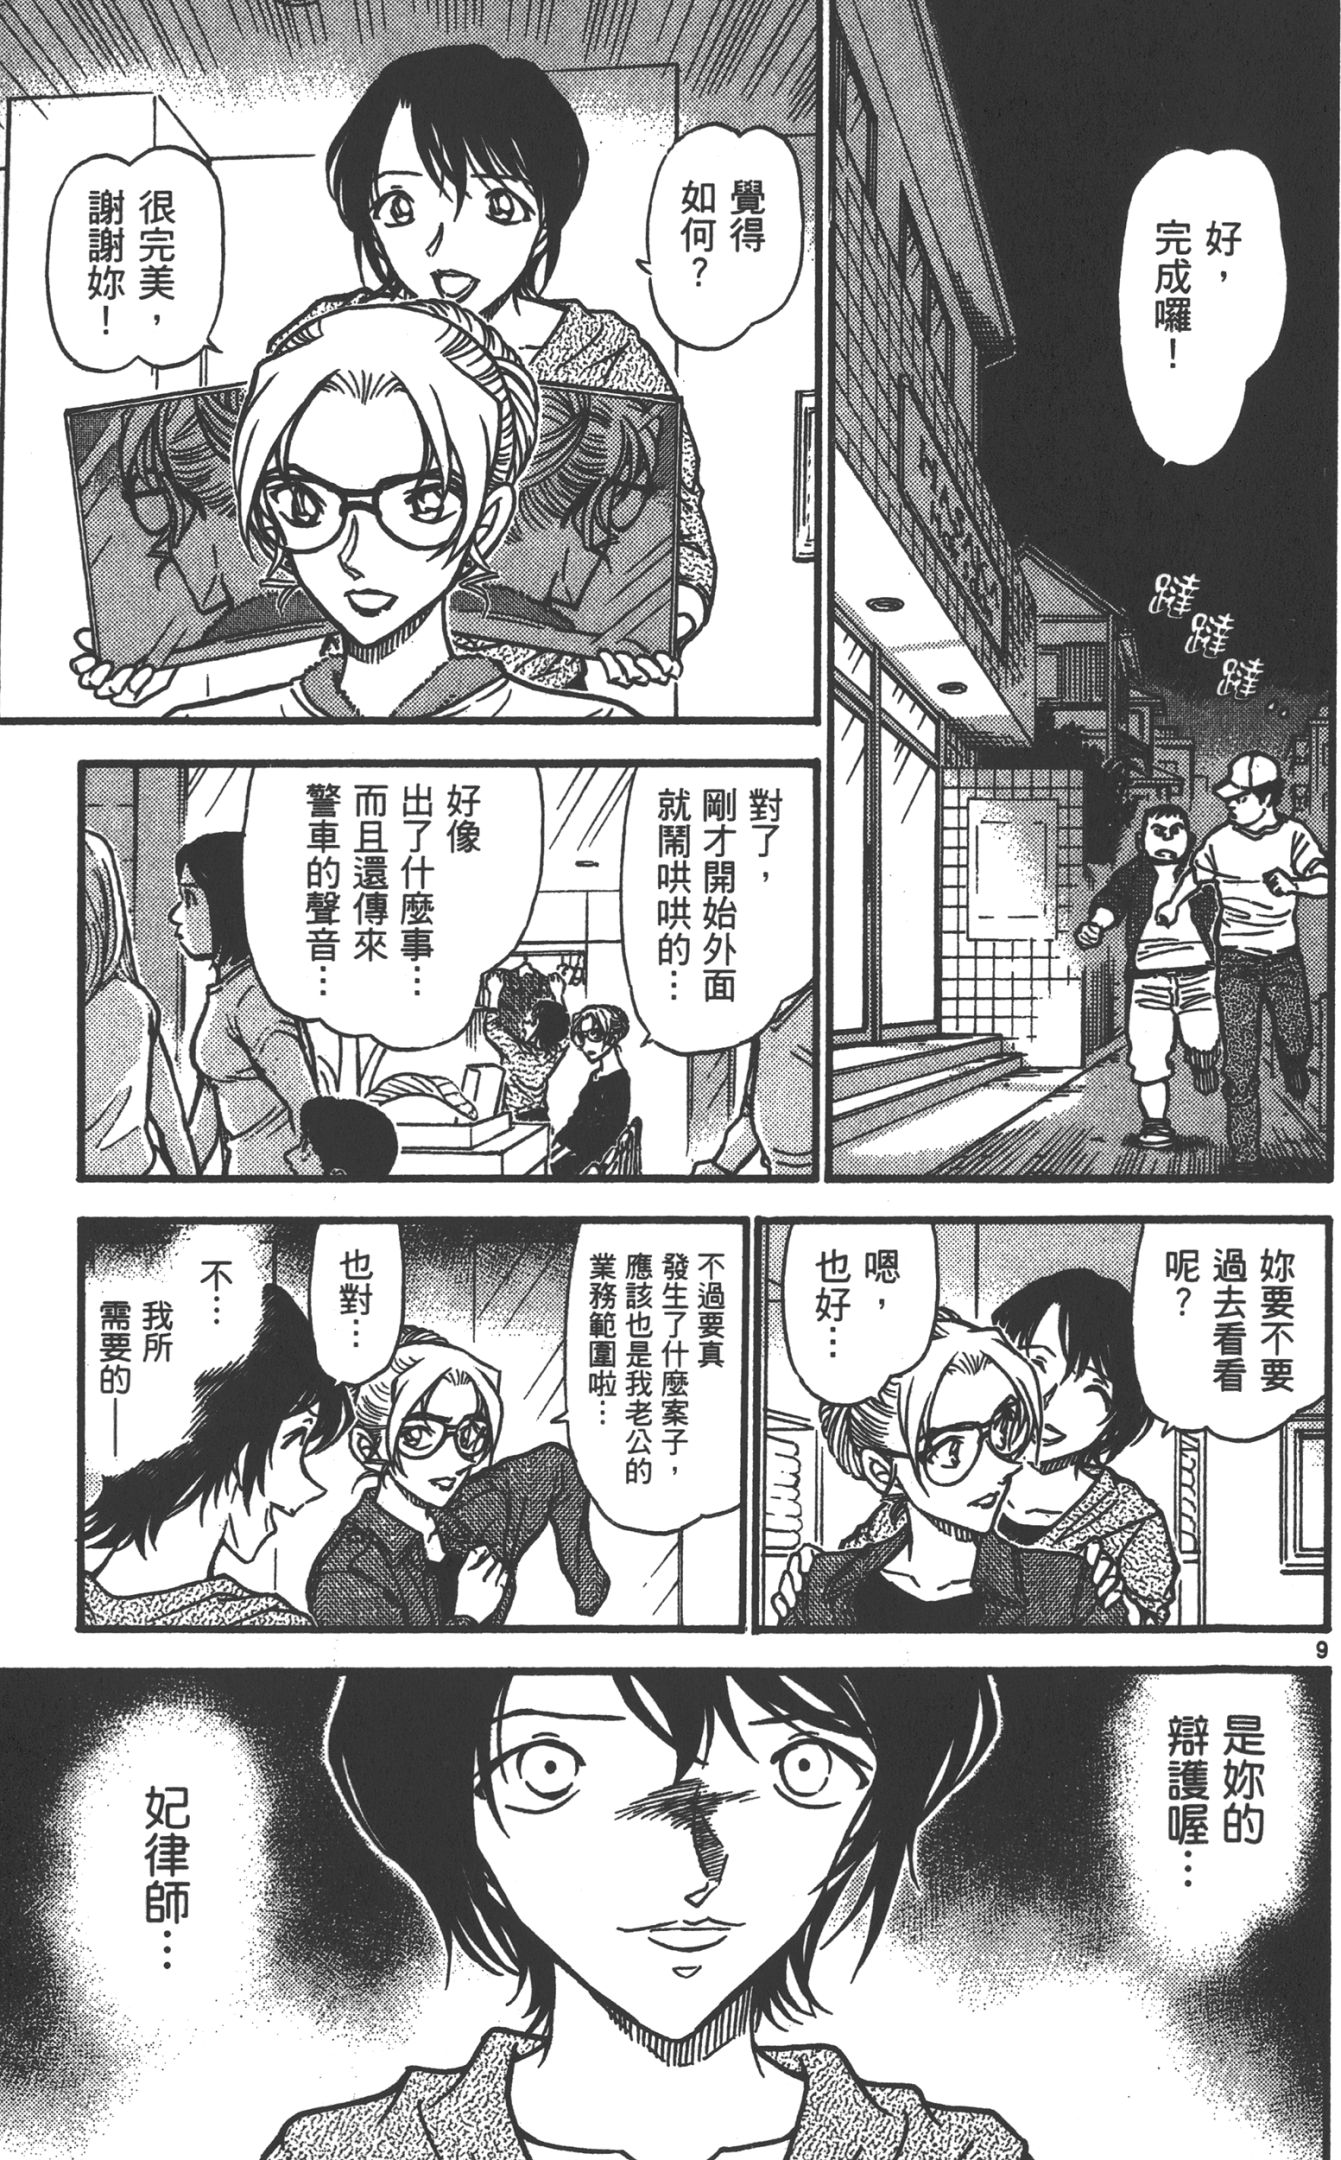 好，
完成囉！
躂
躂
躂
覺得
如何？
很完美，
謝謝妳！
對了，
剛才開始外面
就鬧哄哄的…
好像
出了什麼事…
而且還傳來
警車的聲音…
妳要不要
過去看看
呢？
嗯，
也好…
不過要真
發生了什麼案子，
應該也是我老公的
業務範圍啦…
也對…
不…
我所
需要的——
9
是妳的
辯護喔…
妃律師…